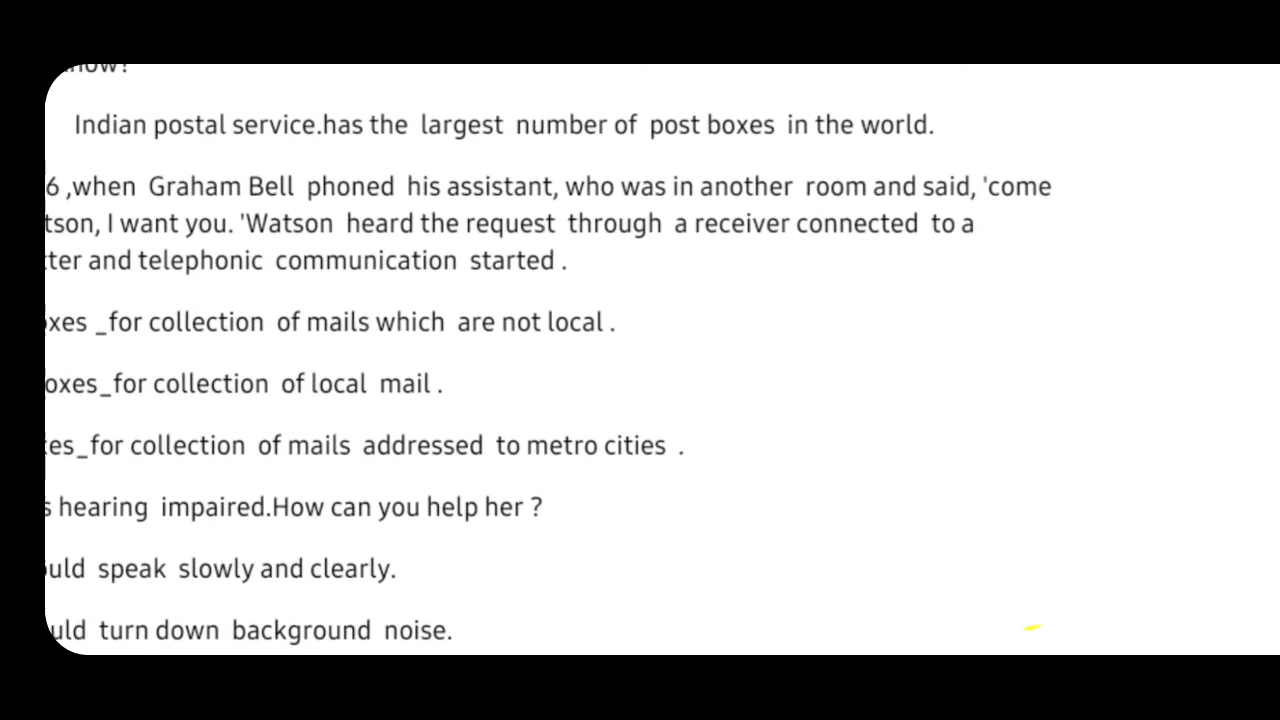 Indian postal service.has the largest number of post boxes in the world.
6 ,when Graham Bell phoned his assistant, who was in another room and said, 'come
I want you. 'Watson heard the request through a receiver connected to a
and telephonic communication started .
_for collection of mails which are not local .
_for collection of local mail .
_for collection of mails addressed to metro cities .
hearing impaired.How can you help her ?
speak slowly and clearly.
turn down background noise.